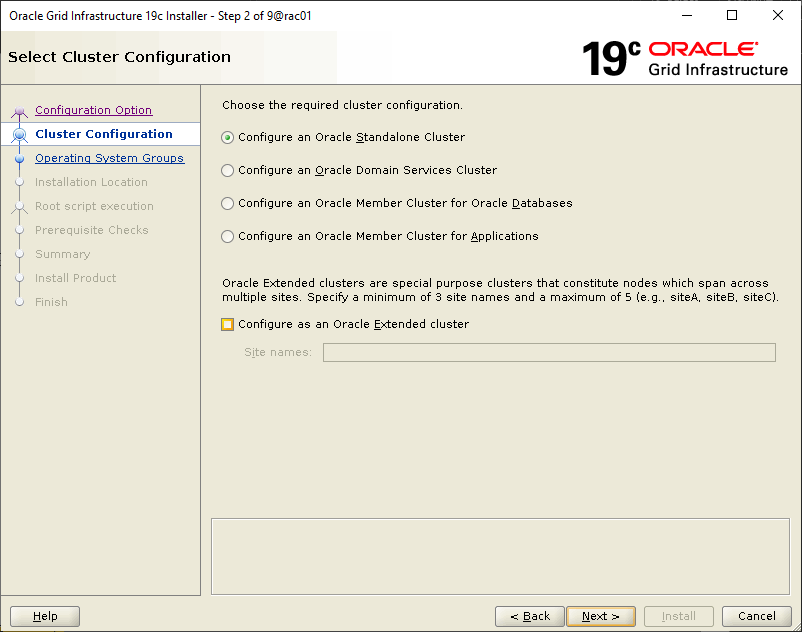 Oracle Grid Infrastructure 19c Installer - Step 2 of 9@rac01
Select Cluster Configuration
19c ORACLE
Grid Infrastructure
Configuration Option
Cluster Configuration
Operating System Groups
Installation Location
Root script execution
Prerequisite Checks
Summary
Install Product
Finish
Choose the required cluster configuration.
Configure an Oracle Standalone Cluster
Configure an Oracle Domain Services Cluster
Configure an Oracle Member Cluster for Oracle Databases
Configure an Oracle Member Cluster for Applications
Oracle Extended clusters are special purpose clusters that constitute nodes which span across
multiple sites. Specify a minimum of 3 site names and a maximum of 5 (e.g., siteA, siteB, siteC).
Configure as an Oracle Extended cluster
Site names:
Help
< Back
Next >
Install
Cancel